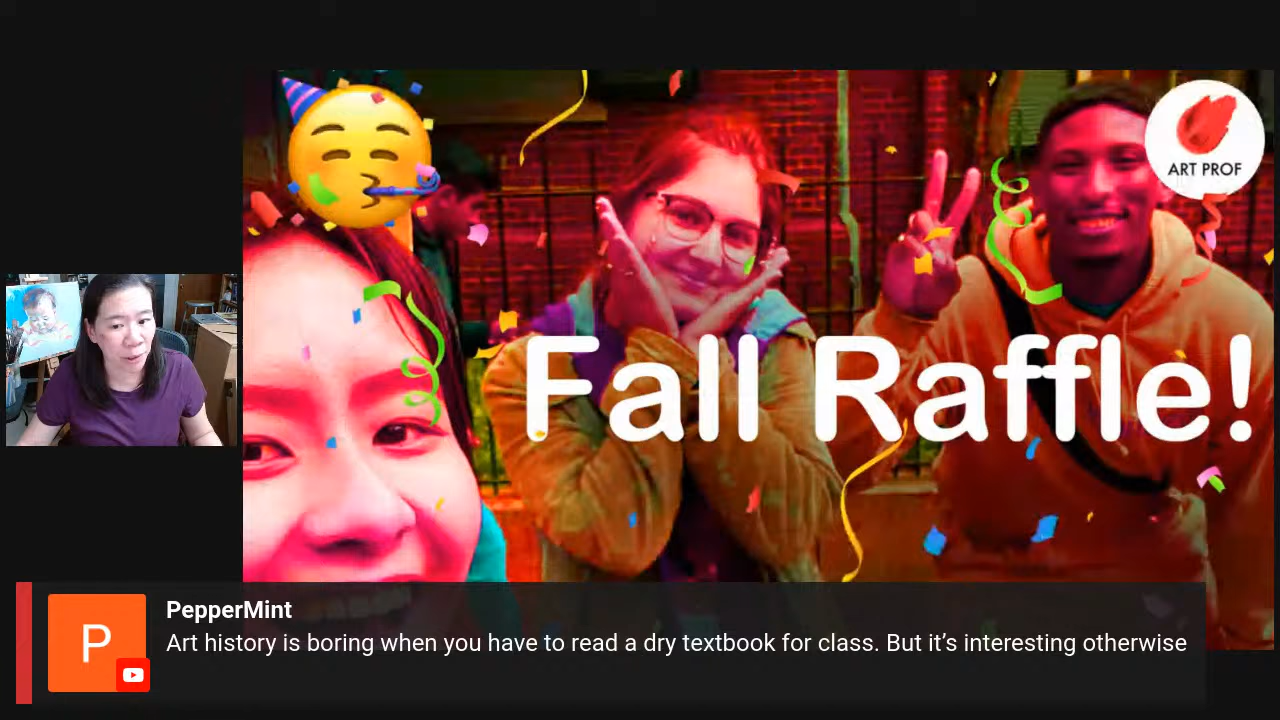 ART PROF
Fall Raffle!
P
PepperMint
Art history is boring when you have to read a dry textbook for class. But it’s interesting otherwise